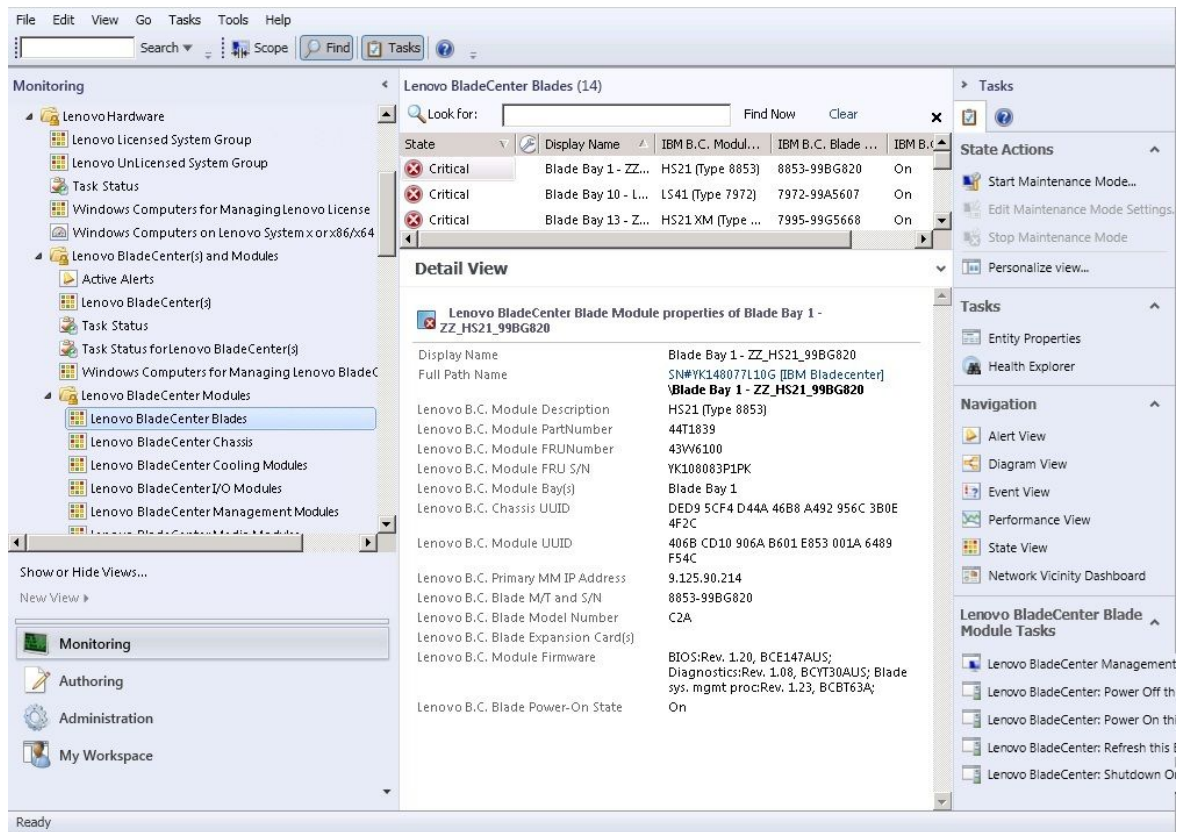 File Edit View Go Tasks Tools Help
Search Scope Find Tasks
Monitoring
Lenovo Hardware
Lenovo Licensed System Group
Lenovo UnLicensed System Group
Task Status
Windows Computers for Managing Lenovo License
Windows Computers on Lenovo System x or x86/x64
Lenovo BladeCenter(s) and Modules
Active Alerts
Lenovo BladeCenter(s)
Task Status
Task Status for Lenovo BladeCenter(s)
Windows Computers for Managing Lenovo BladeC
Lenovo BladeCenter Modules
Lenovo BladeCenter Blades
Lenovo BladeCenter Chassis
Lenovo BladeCenter Cooling Modules
Lenovo BladeCenter I/O Modules
Lenovo BladeCenter Management Modules
Show or Hide Views...
New View
Monitoring
Authoring
Administration
My Workspace
Lenovo BladeCenter Blades (14)
Look for: Find Now Clear
State Display Name IBM B.C. Modul... IBM B.C. Blade ... IBM B.(
Critical Blade Bay 1 - ZZ... HS21 (Type 8853) 8853-99BG820 On
Critical Blade Bay 10 - L... LS41 (Type 7972) 7972-99A5607 On
Critical Blade Bay 13 - Z... HS21 XM (Type ... 7995-99G5668 On
Detail View
Lenovo BladeCenter Blade Module properties of Blade Bay 1 -
ZZ_HS21_99BG820
Display Name Blade Bay 1 - ZZ_HS21_99BG820
Full Path Name SN#YK148077L10G [IBM Bladecenter]
\Blade Bay 1 - ZZ_HS21_99BG820
Lenovo B.C. Module Description HS21 (Type 8853)
Lenovo B.C. Module PartNumber 44T1839
Lenovo B.C. Module FRUNumber 43W6100
Lenovo B.C. Module FRU S/N YK108083P1PK
Lenovo B.C. Module Bay(s) Blade Bay 1
Lenovo B.C. Chassis UUID DED9 5CF4 D44A 46B8 A492 956C 3B0E
4F2C
Lenovo B.C. Module UUID 406B CD10 906A B601 E853 001A 6489
F54C
Lenovo B.C. Primary MM IP Address 9.125.90.214
Lenovo B.C. Blade M/T and S/N 8853-99BG820
Lenovo B.C. Blade Model Number C2A
Lenovo B.C. Blade Expansion Card(s)
Lenovo B.C. Module Firmware BIOS:Rev. 1.20, BCE147AUS;
Diagnostics:Rev. 1.08, BCYT30AUS; Blade
sys. mgmt proc:Rev. 1.23, BCBT63A;
Lenovo B.C. Blade Power-On State On
Tasks
State Actions
Start Maintenance Mode...
Edit Maintenance Mode Settings.
Stop Maintenance Mode
Personalize view...
Tasks
Entity Properties
Health Explorer
Navigation
Alert View
Diagram View
Event View
Performance View
State View
Network Vicinity Dashboard
Lenovo BladeCenter Blade
Module Tasks
Lenovo BladeCenter Management
Lenovo BladeCenter: Power Off th
Lenovo BladeCenter: Power On thi
Lenovo BladeCenter: Refresh this
Lenovo BladeCenter: Shutdown O
Ready